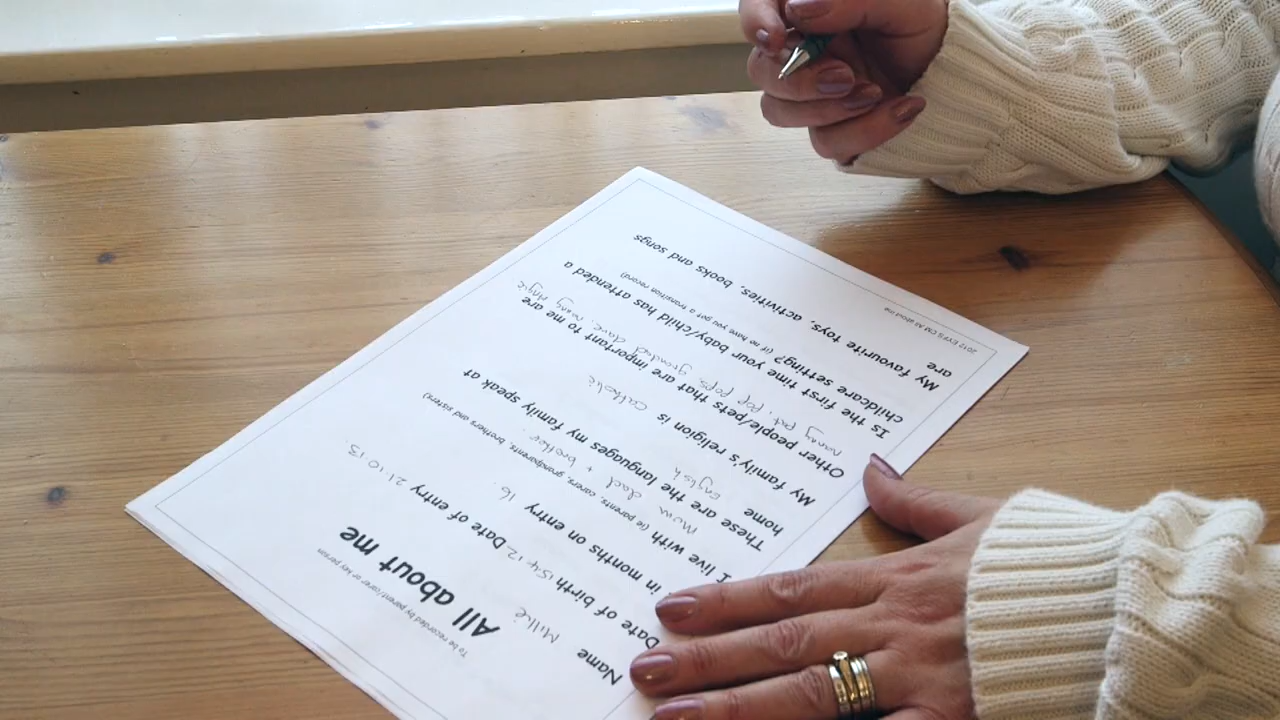 To be recorded by parent/carer or key person
All about me
Name Millie
Date of birth 15 4 12 Date of entry 21 10 13
in months on entry 16
I live with (ie parents, carers, grandparents, brothers and sisters)
Mum dad + brother
These are the languages my family speak at
home English
My family's religion is catholic
Other people/pets that are important to me are
nanny pat, pop pops, grandad dave, nanny Angie
Is the first time your baby/child has attended a
childcare setting? (if no have you got a transition record)
My favourite toys, activities, books and songs
are
2012 EYFS CM All about me